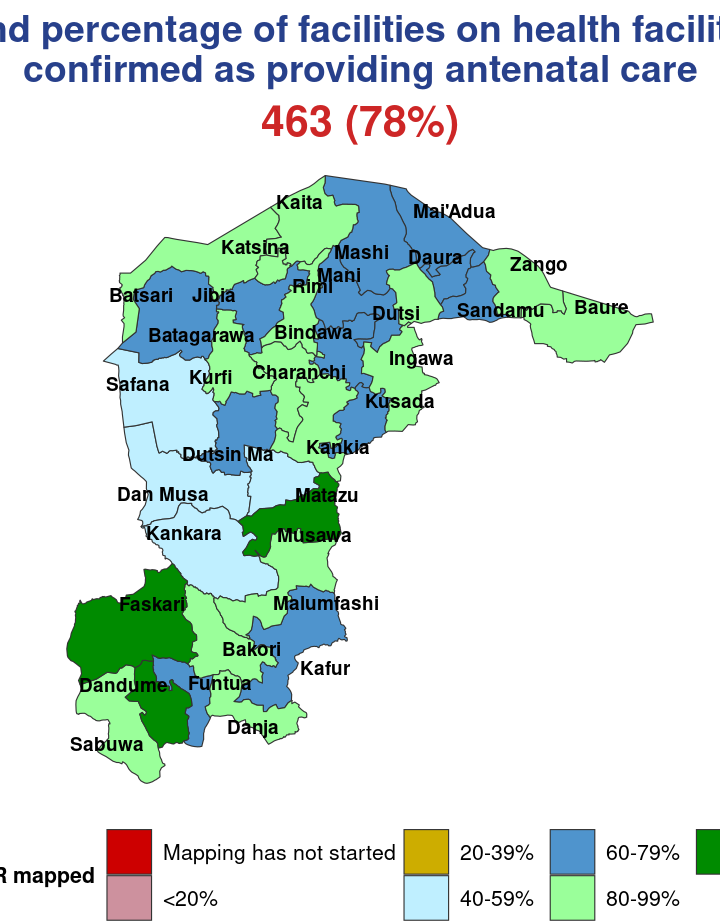 percentage of facilities on health
confirmed as providing antenatal care
463 (78%)
Kaita
Mai'Adua
Katsina
Mashi
Daura
Zango
Mani
Rimi
Batsari
Jibia
Sandamu
Baure
Dutsi
Batagarawa
Bindawa
Ingawa
Charanchi
Kurfi
Safana
Kusada
Kankia
Dutsin Ma
Dan Musa
Matazu
Kankara
Musawa
Faskari
Malumfashi
Bakori
Kafur
Dandume
Funtua
Danja
Sabuwa
Mapping has not started
20-39%
60-79%
mapped
<20%
40-59%
80-99%